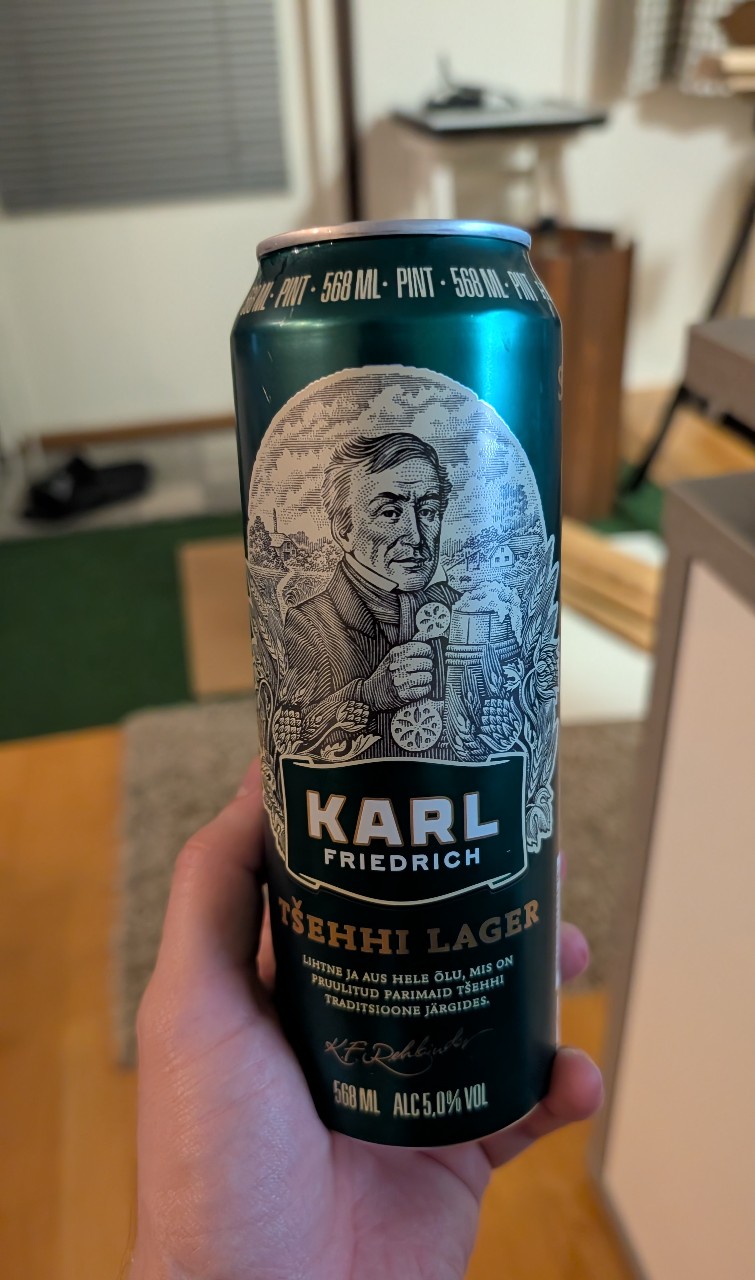 PINT · 568 ML · PINT · 568 ML · PINT
KARL
FRIEDRICH
TŠEHHI LAGER
LIHTNE JA AUS HELE ÕLU, MIS ON
PRUULITUD PARIMAID TŠEHHI
TRADITSIOONE JÄRGIDES.
K.F. Rehbinder
568 ML ALC 5,0% VOL